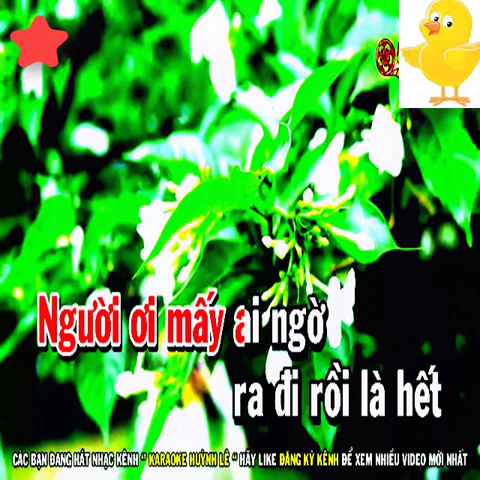 Người ơi mấy ai ngờ
ra đi rồi là hết
CÁC BẠN ĐANG HÁT NHẠC KÊNH " KARAOKE HUỲNH LÊ " HÃY LIKE ĐĂNG KÝ KÊNH ĐỂ XEM NHIỀU VIDEO MỚI NHẤT